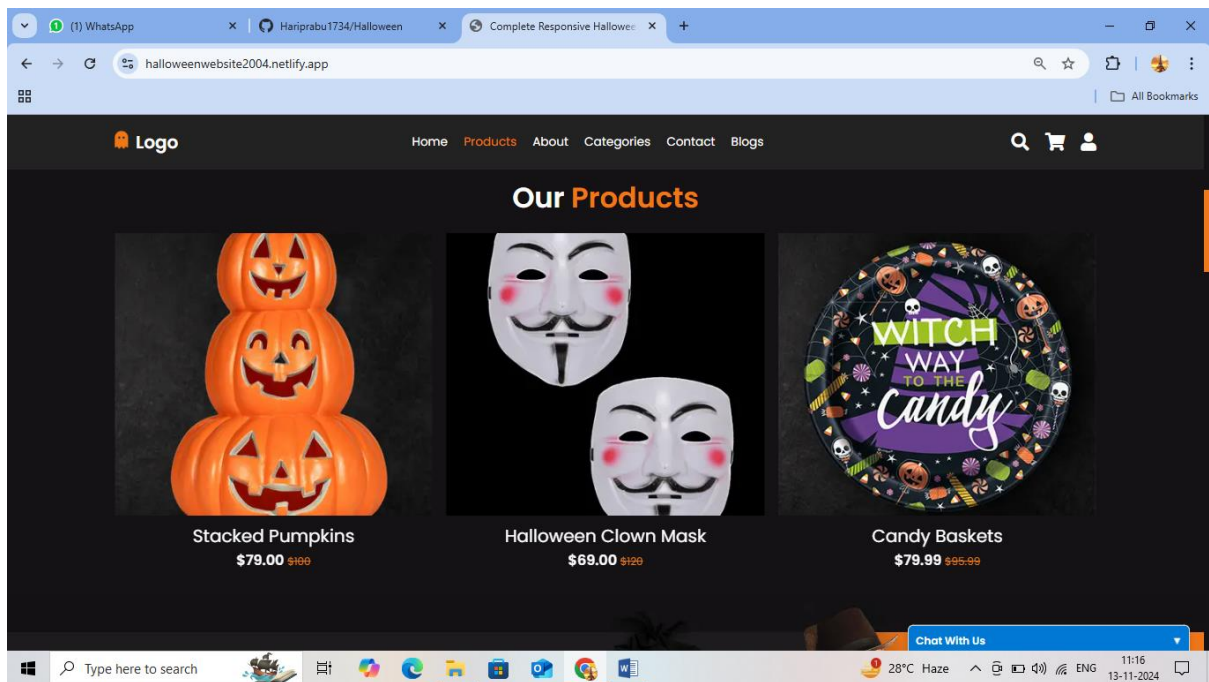 (1) WhatsApp
Hariprabu1734/Halloween
Complete Responsive Hallowee
halloweenwebsite2004.netlify.app
All Bookmarks
Logo
Home Products About Categories Contact Blogs
Our Products
WITCH
WAY
TO THE
Candy
Stacked Pumpkins
$79.00 $100
Halloween Clown Mask
$69.00 $120
Candy Baskets
$79.99 $95.99
Chat With Us
Type here to search
28°C Haze
ENG
11:16
13-11-2024